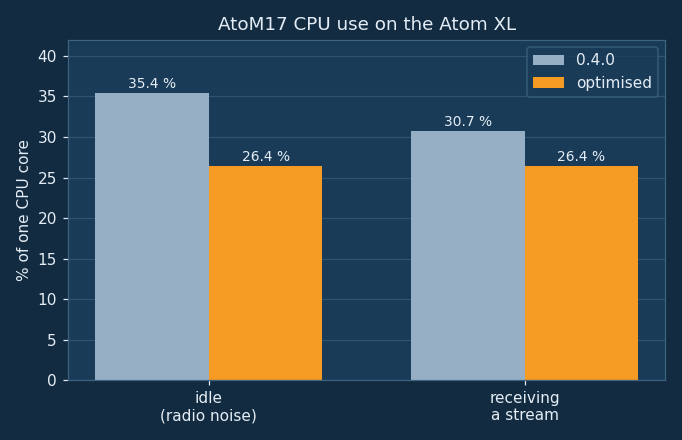 AtoM17 CPU use on the Atom XL
% of one CPU core
40
35
30
25
20
15
10
5
0
0.4.0
optimised
35.4 %
26.4 %
30.7 %
26.4 %
idle
(radio noise)
receiving
a stream